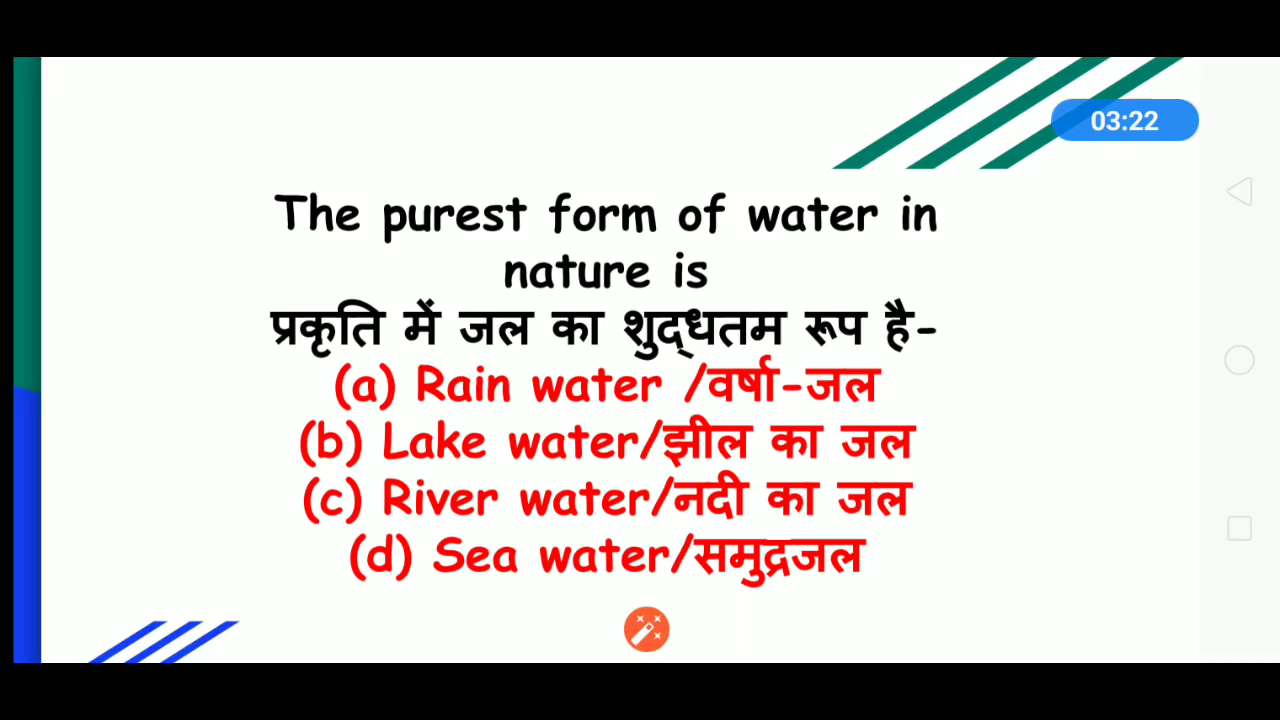 03:22
The purest form of water in
nature is
प्रकृति में जल का शुद्धतम रूप है-
(a) Rain water /वर्षा-जल
(b) Lake water/झील का जल
(c) River water/नदी का जल
(d) Sea water/समुद्रजल